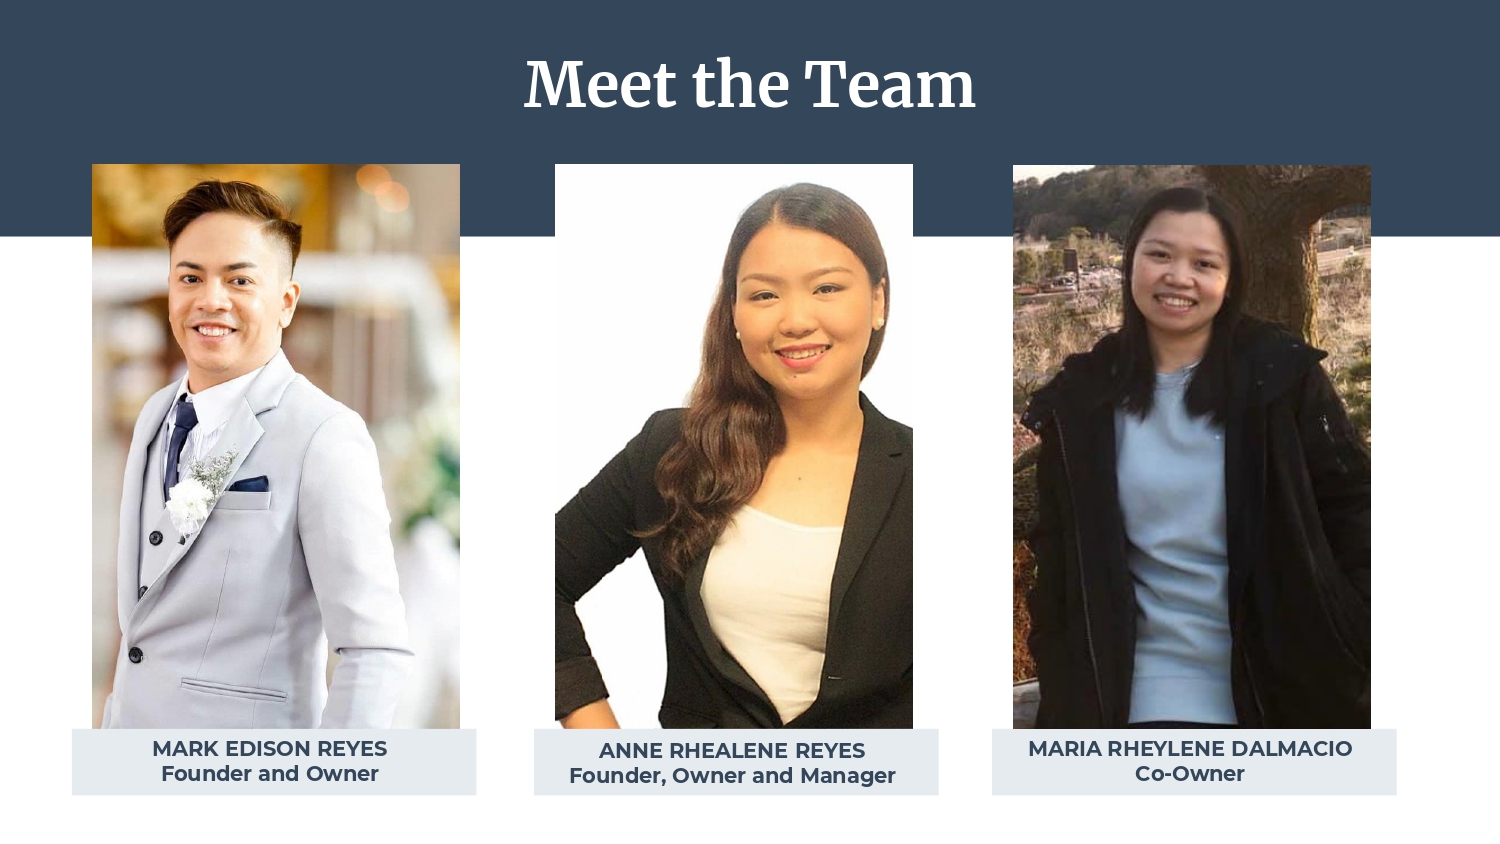 Meet the Team
MARK EDISON REYES
Founder and Owner
ANNE RHEALENE REYES
Founder, Owner and Manager
MARIA RHEYLENE DALMACIO
Co-Owner